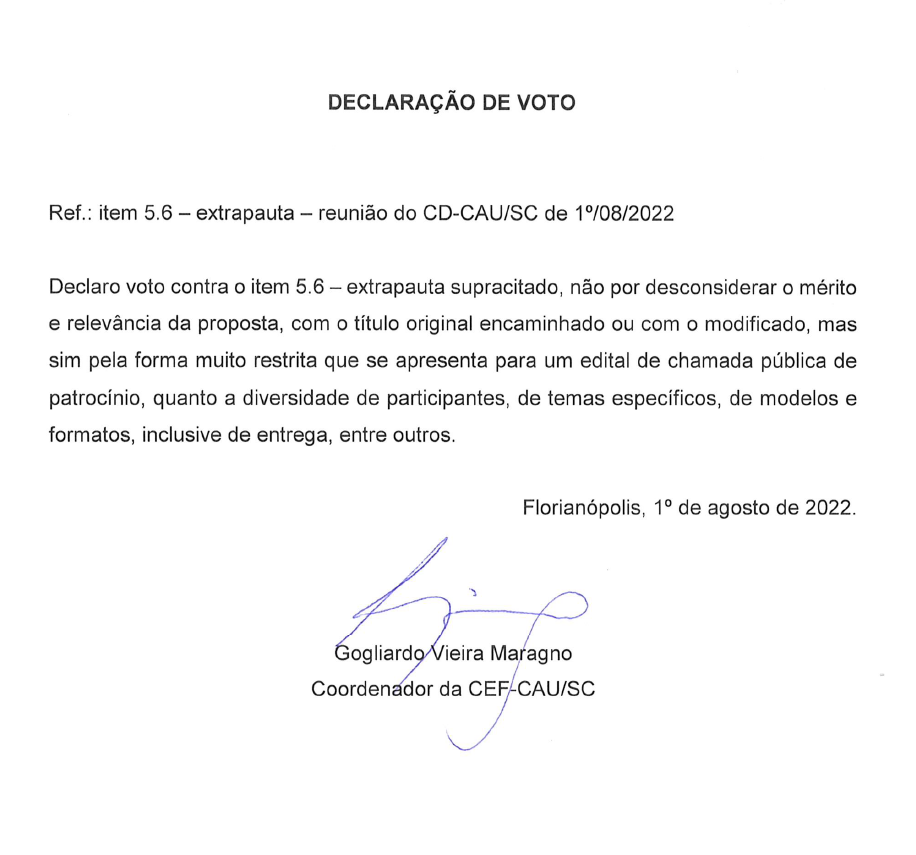 DECLARAÇÃO DE VOTO
Ref.: item 5.6 – extrapauta – reunião do CD-CAU/SC de 1º/08/2022
Declaro voto contra o item 5.6 – extrapauta supracitado, não por desconsiderar o mérito
e relevância da proposta, com o título original encaminhado ou com o modificado, mas
sim pela forma muito restrita que se apresenta para um edital de chamada pública de
patrocínio, quanto a diversidade de participantes, de temas específicos, de modelos e
formatos, inclusive de entrega, entre outros.
Florianópolis, 1º de agosto de 2022.
Gogliardo Vieira Maragno
Coordenador da CEF-CAU/SC